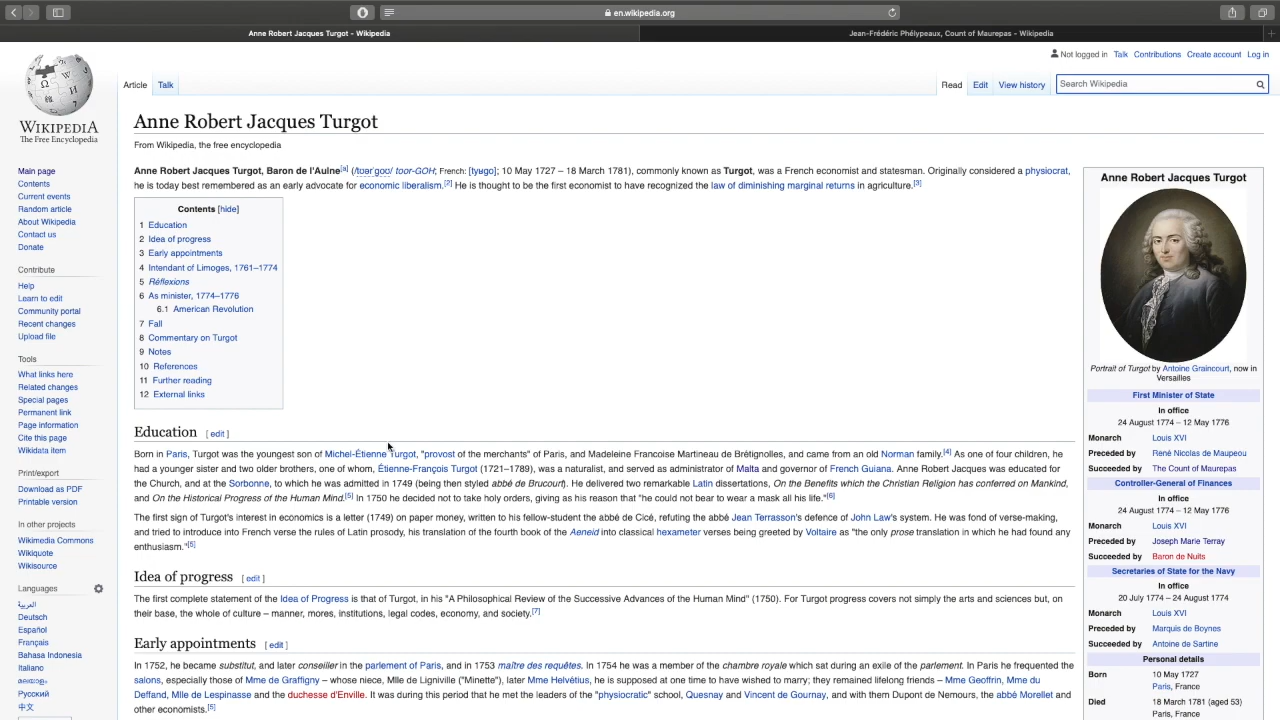 en.wikipedia.org
Anne Robert Jacques Turgot - Wikipedia
Jean-Frédéric Phélypeaux, Count of Maurepas - Wikipedia
Not logged in Talk Contributions Create account Log in
Article Talk
Read Edit View history Search Wikipedia
WIKIPEDIA
The Free Encyclopedia
Main page
Contents
Current events
Random article
About Wikipedia
Contact us
Donate
Contribute
Help
Learn to edit
Community portal
Recent changes
Upload file
Tools
What links here
Related changes
Special pages
Permanent link
Page information
Cite this page
Wikidata item
Print/export
Download as PDF
Printable version
In other projects
Wikimedia Commons
Wikiquote
Wikisource
Languages
العربية
Deutsch
Español
Français
Bahasa Indonesia
Italiano
മലയാളം
Русский
中文
Anne Robert Jacques Turgot
From Wikipedia, the free encyclopedia
Anne Robert Jacques Turgot, Baron de l'Aulne[a] (/tʊərˈɡoʊ/ toor-GOH; French: [tyʁɡo]; 10 May 1727 – 18 March 1781), commonly known as Turgot, was a French economist and statesman. Originally considered a physiocrat,
he is today best remembered as an early advocate for economic liberalism.[2] He is thought to be the first economist to have recognized the law of diminishing marginal returns in agriculture.[3]
Contents [hide]
1 Education
2 Idea of progress
3 Early appointments
4 Intendant of Limoges, 1761–1774
5 Réflexions
6 As minister, 1774–1776
6.1 American Revolution
7 Fall
8 Commentary on Turgot
9 Notes
10 References
11 Further reading
12 External links
Education [ edit ]
Born in Paris, Turgot was the youngest son of Michel-Étienne Turgot, "provost of the merchants" of Paris, and Madeleine Francoise Martineau de Brétignolles, and came from an old Norman family.[4] As one of four children, he
had a younger sister and two older brothers, one of whom, Étienne-François Turgot (1721–1789), was a naturalist, and served as administrator of Malta and governor of French Guiana. Anne Robert Jacques was educated for
the Church, and at the Sorbonne, to which he was admitted in 1749 (being then styled abbé de Brucourt). He delivered two remarkable Latin dissertations, On the Benefits which the Christian Religion has conferred on Mankind,
and On the Historical Progress of the Human Mind.[5] In 1750 he decided not to take holy orders, giving as his reason that "he could not bear to wear a mask all his life."[6]
The first sign of Turgot's interest in economics is a letter (1749) on paper money, written to his fellow-student the abbé de Cicé, refuting the abbé Jean Terrasson's defence of John Law's system. He was fond of verse-making,
and tried to introduce into French verse the rules of Latin prosody, his translation of the fourth book of the Aeneid into classical hexameter verses being greeted by Voltaire as "the only prose translation in which he had found any
enthusiasm."[5]
Idea of progress [ edit ]
The first complete statement of the Idea of Progress is that of Turgot, in his "A Philosophical Review of the Successive Advances of the Human Mind" (1750). For Turgot progress covers not simply the arts and sciences but, on
their base, the whole of culture – manner, mores, institutions, legal codes, economy, and society.[7]
Early appointments [ edit ]
In 1752, he became substitut, and later conseiller in the parlement of Paris, and in 1753 maître des requêtes. In 1754 he was a member of the chambre royale which sat during an exile of the parlement. In Paris he frequented the
salons, especially those of Mme de Graffigny – whose niece, Mlle de Ligniville ("Minette"), later Mme Helvétius, he is supposed at one time to have wished to marry; they remained lifelong friends – Mme Geoffrin, Mme du
Deffand, Mlle de Lespinasse and the duchesse d'Enville. It was during this period that he met the leaders of the "physiocratic" school, Quesnay and Vincent de Gournay, and with them Dupont de Nemours, the abbé Morellet and
other economists.[5]
Anne Robert Jacques Turgot
Portrait of Turgot by Antoine Graincourt, now in
Versailles
First Minister of State
In office
24 August 1774 – 12 May 1776
Monarch Louis XVI
Preceded by René Nicolas de Maupeou
Succeeded by The Count of Maurepas
Controller-General of Finances
In office
24 August 1774 – 12 May 1776
Monarch Louis XVI
Preceded by Joseph Marie Terray
Succeeded by Baron de Nuits
Secretaries of State for the Navy
In office
20 July 1774 – 24 August 1774
Monarch Louis XVI
Preceded by Marquis de Boynes
Succeeded by Antoine de Sartine
Personal details
Born 10 May 1727
Paris, France
Died 18 March 1781 (aged 53)
Paris, France